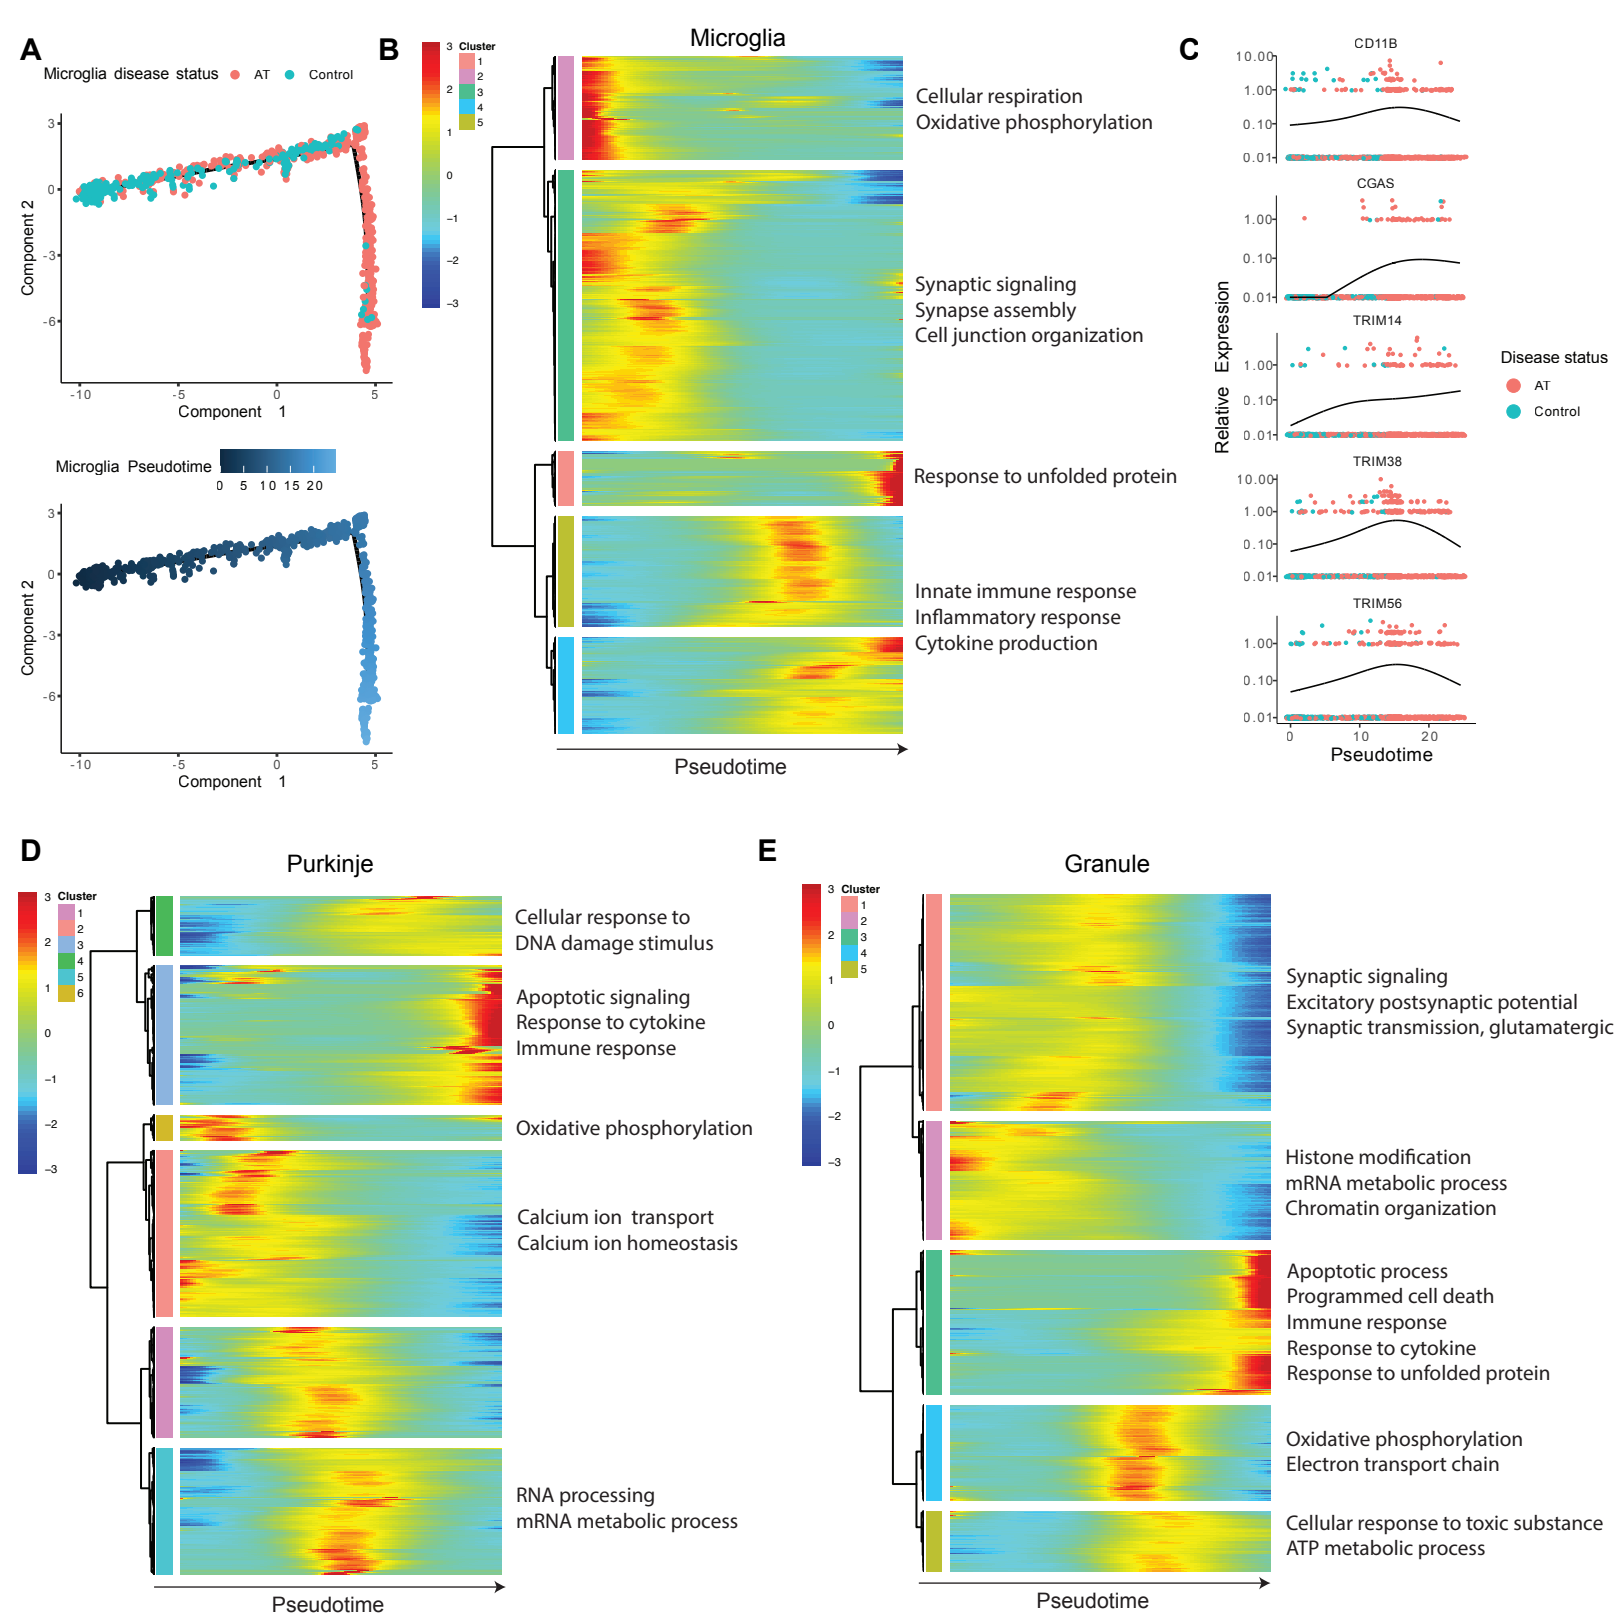 A
Microglia disease status AT Control
3
0
-3
-6
Component 2
-10 -5 0 5
Component 1
Microglia Pseudotime
0 5 10 15 20
3
0
-3
-6
Component 2
-10 -5 0 5
Component 1
B
Microglia
3
2
1
0
−1
−2
−3
Cluster
1
2
3
4
5
Cellular respiration
Oxidative phosphorylation
Synaptic signaling
Synapse assembly
Cell junction organization
Response to unfolded protein
Innate immune response
Inflammatory response
Cytokine production
Pseudotime
C
CD11B
10.00
1.00
0.10
0.01
CGAS
1.00
0.10
0.01
TRIM14
1.00
0.10
0.01
TRIM38
10.00
1.00
0.10
0.01
TRIM56
1.00
0.10
0.01
0 10 20
Pseudotime
Relative Expression
Disease status
AT
Control
D
Purkinje
3
2
1
0
−1
−2
−3
Cluster
1
2
3
4
5
6
Cellular response to
DNA damage stimulus
Apoptotic signaling
Response to cytokine
Immune response
Oxidative phosphorylation
Calcium ion transport
Calcium ion homeostasis
RNA processing
mRNA metabolic process
Pseudotime
E
Granule
3
2
1
0
−1
−2
−3
Cluster
1
2
3
4
5
Synaptic signaling
Excitatory postsynaptic potential
Synaptic transmission, glutamatergic
Histone modification
mRNA metabolic process
Chromatin organization
Apoptotic process
Programmed cell death
Immune response
Response to cytokine
Response to unfolded protein
Oxidative phosphorylation
Electron transport chain
Cellular response to toxic substance
ATP metabolic process
Pseudotime